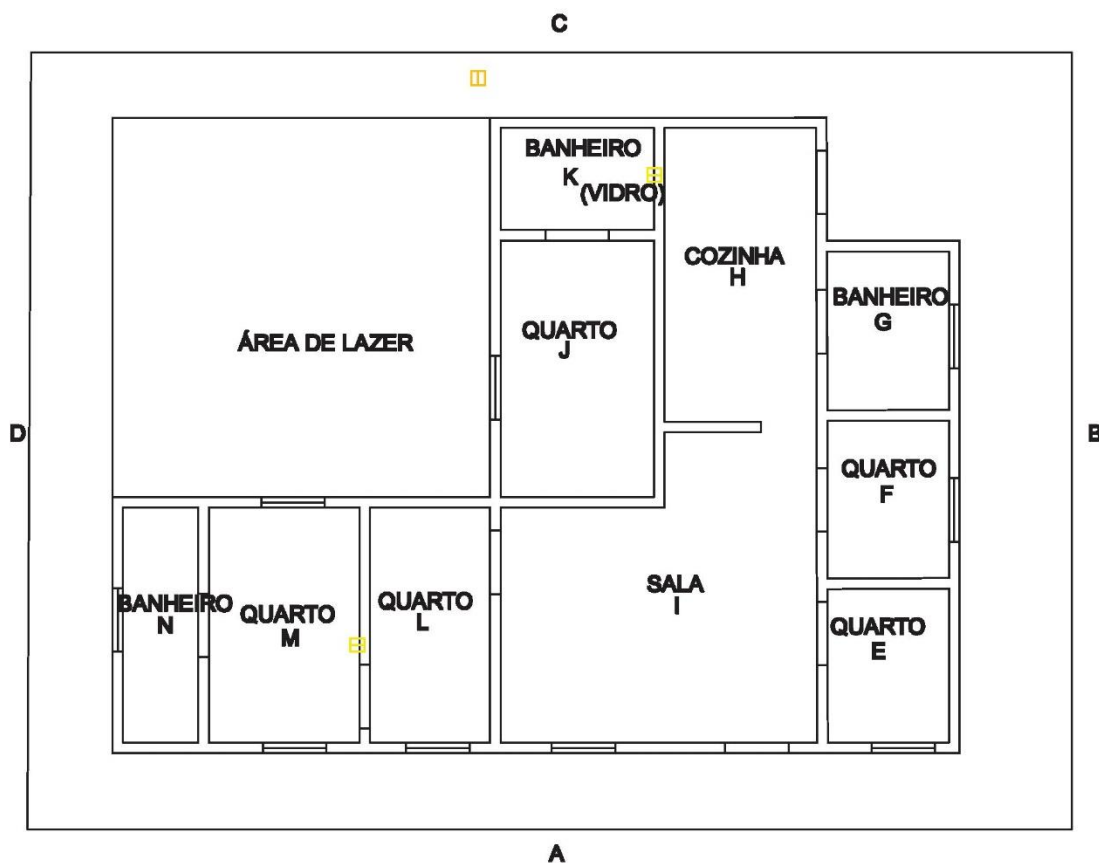 C
BANHEIRO
K
(VIDRO)
COZINHA
H
BANHEIRO
G
ÁREA DE LAZER
QUARTO
J
D
B
QUARTO
F
SALA
I
BANHEIRO
N
QUARTO
M
QUARTO
L
QUARTO
E
A